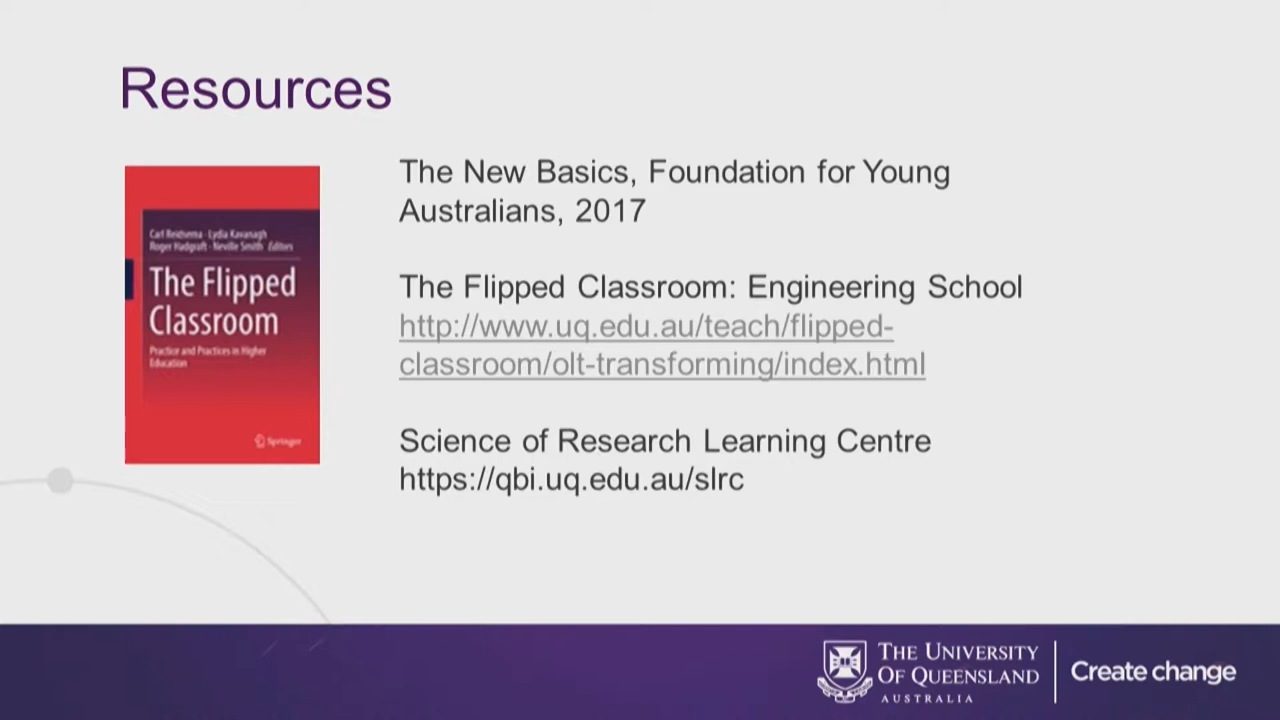 Resources
Carl Reidsema · Lydia Kavanagh
Roger Hadgraft · Neville Smith Editors
The Flipped
Classroom
Practice and Practices in Higher
Education
Springer
The New Basics, Foundation for Young
Australians, 2017
The Flipped Classroom: Engineering School
http://www.uq.edu.au/teach/flipped-
classroom/olt-transforming/index.html
Science of Research Learning Centre
https://qbi.uq.edu.au/slrc
THE UNIVERSITY
OF QUEENSLAND
AUSTRALIA
Create change